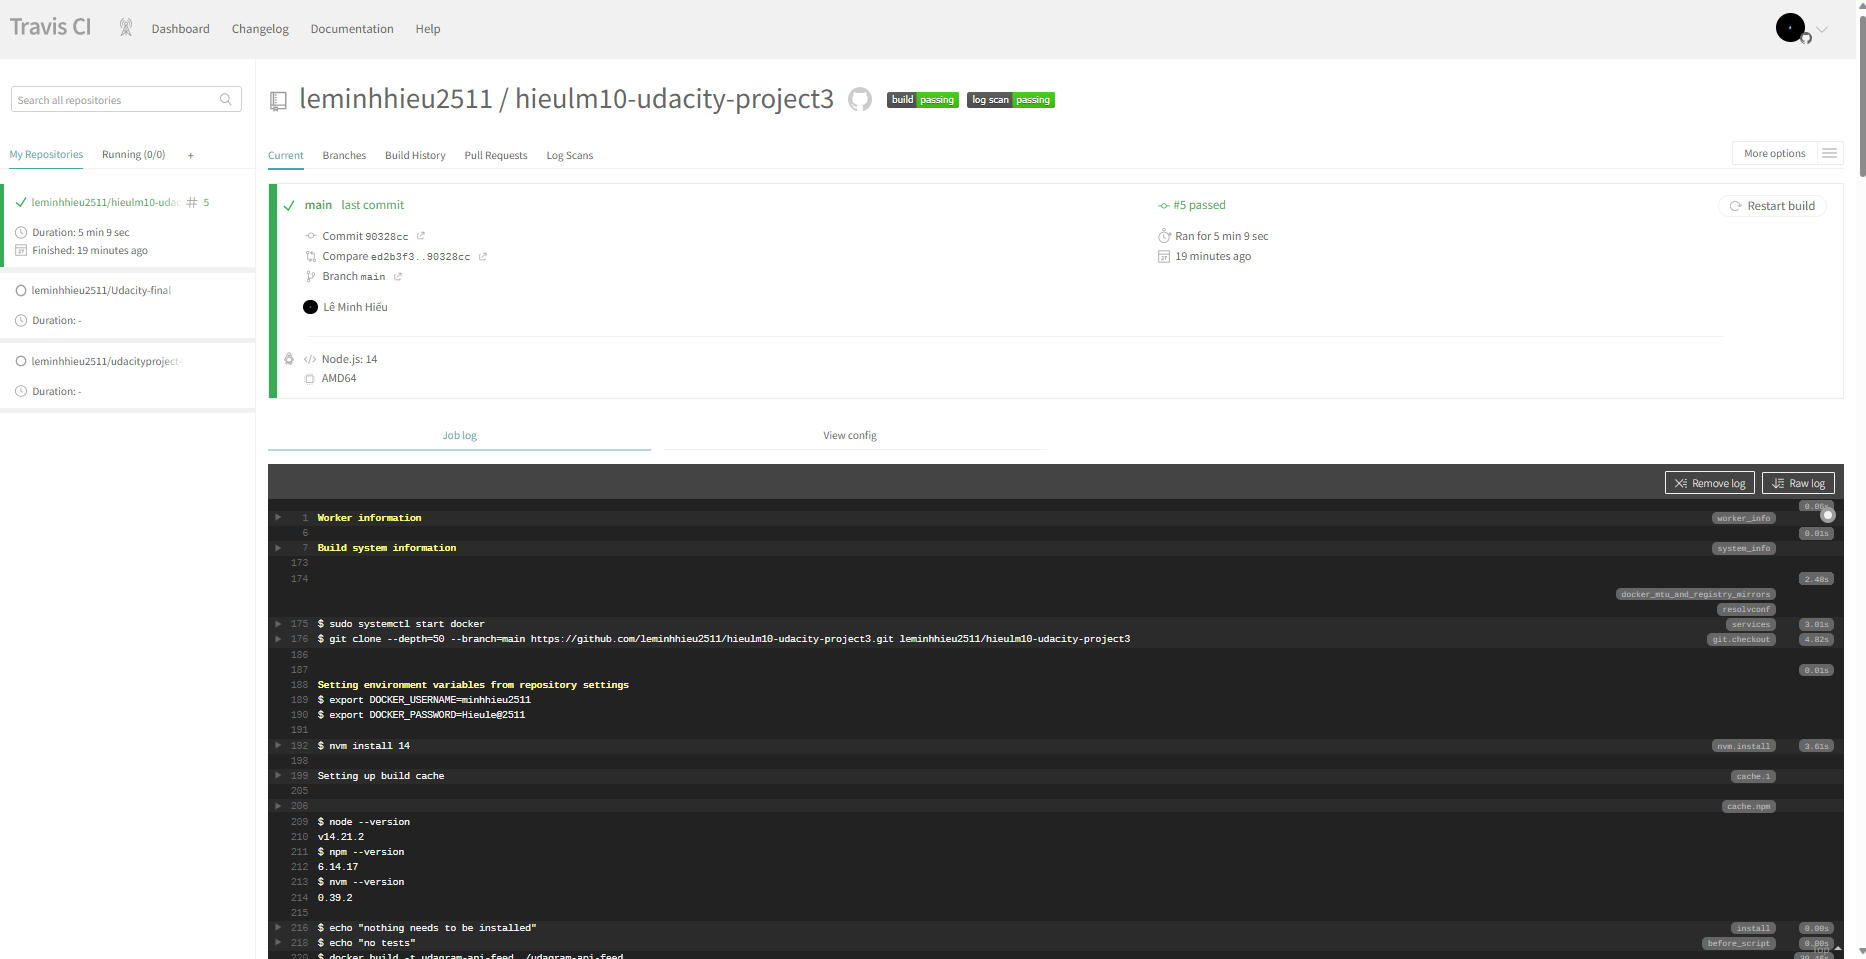 Travis CI
Dashboard
Changelog
Documentation
Help
Search all repositories
My Repositories
Running (0/0)
+
leminhhieu2511/hieulm10-udac
# 5
Duration: 5 min 9 sec
Finished: 19 minutes ago
leminhhieu2511/Udacity-final
Duration: -
leminhhieu2511/udacityproject
Duration: -
leminhhieu2511 / hieulm10-udacity-project3
build passing
log scan passing
Current
Branches
Build History
Pull Requests
Log Scans
More options
main last commit
Commit 90328cc
Compare ed2b3f3..90328cc
Branch main
Lê Minh Hiếu
#5 passed
Ran for 5 min 9 sec
19 minutes ago
Restart build
</> Node.js: 14
AMD64
Job log
View config
Remove log
Raw log
1 Worker information worker_info 0.06s
6 0.01s
7 Build system information system_info
173
174 2.48s
docker_mtu_and_registry_mirrors
resolvconf
175 $ sudo systemctl start docker services 3.01s
176 $ git clone --depth=50 --branch=main https://github.com/leminhhieu2511/hieulm10-udacity-project3.git leminhhieu2511/hieulm10-udacity-project3 git.checkout 4.82s
186
187 0.01s
188 Setting environment variables from repository settings
189 $ export DOCKER_USERNAME=minhhieu2511
190 $ export DOCKER_PASSWORD=Hieule@2511
191
192 $ nvm install 14 nvm.install 3.61s
198
199 Setting up build cache cache.1
205
206 cache.npm
209 $ node --version
210 v14.21.2
211 $ npm --version
212 6.14.17
213 $ nvm --version
214 0.39.2
215
216 $ echo "nothing needs to be installed" install 0.00s
218 $ echo "no tests" before_script 0.00s
Top
220 $ docker build -t udagram-api-feed ./udagram-api-feed